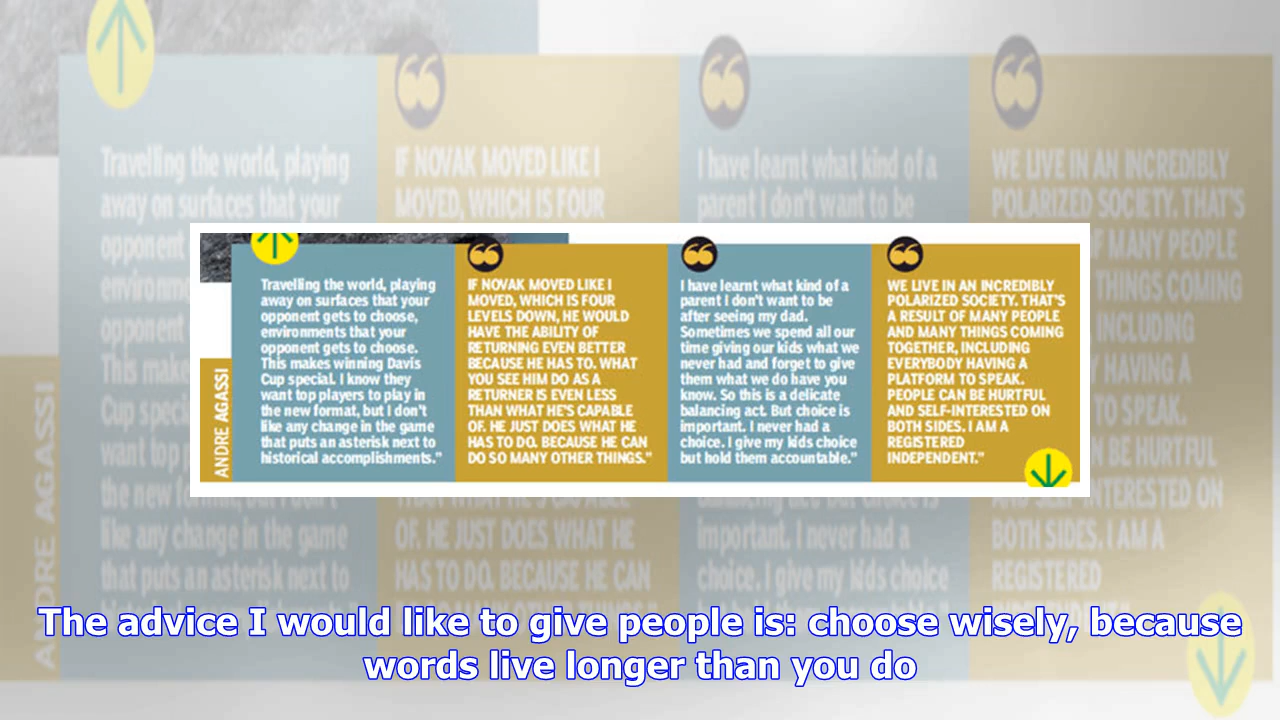 ANDRE AGASSI
Travelling the world, playing
away on surfaces that your
opponent gets to choose,
environments that your
opponent gets to choose.
This makes winning Davis
Cup special. I know they
want top players to play in
the new format, but I don't
like any change in the game
that puts an asterisk next to
historical accomplishments."
IF NOVAK MOVED LIKE I
MOVED, WHICH IS FOUR
LEVELS DOWN, HE WOULD
HAVE THE ABILITY OF
RETURNING EVEN BETTER
BECAUSE HE HAS TO. WHAT
YOU SEE HIM DO AS A
RETURNER IS EVEN LESS
THAN WHAT HE'S CAPABLE
OF. HE JUST DOES WHAT HE
HAS TO DO. BECAUSE HE CAN
DO SO MANY OTHER THINGS."
I have learnt what kind of a
parent I don't want to be
after seeing my dad.
Sometimes we spend all our
time giving our kids what we
never had and forget to give
them what we do have you
know. So this is a delicate
balancing act. But choice is
important. I never had a
choice. I give my kids choice
but hold them accountable."
WE LIVE IN AN INCREDIBLY
POLARIZED SOCIETY. THAT'S
A RESULT OF MANY PEOPLE
AND MANY THINGS COMING
TOGETHER, INCLUDING
EVERYBODY HAVING A
PLATFORM TO SPEAK.
PEOPLE CAN BE HURTFUL
AND SELF-INTERESTED ON
BOTH SIDES. I AM A
REGISTERED
INDEPENDENT."
The advice I would like to give people is: choose wisely, because
words live longer than you do